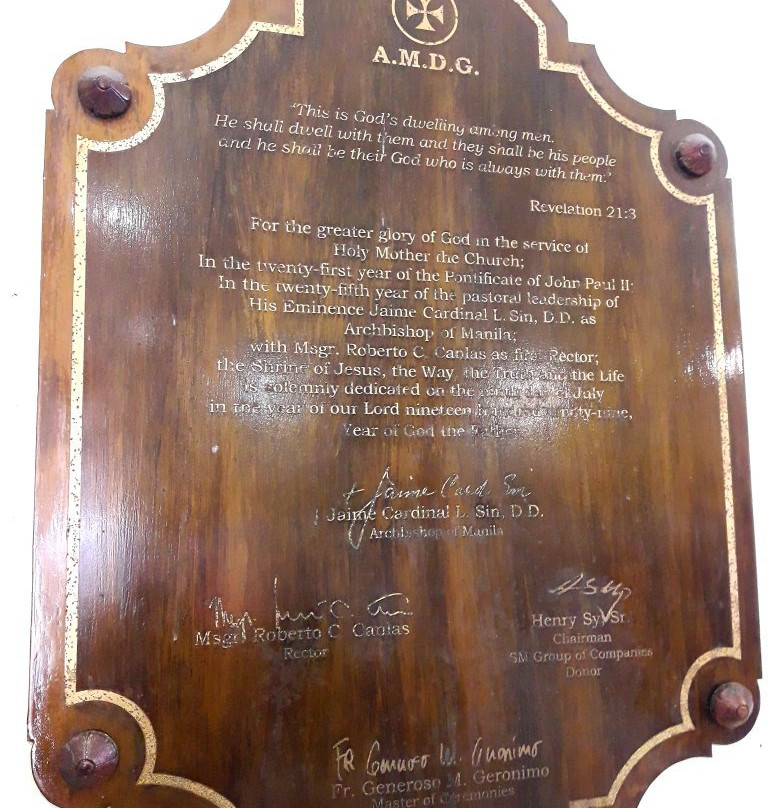 A.M.D.G.
"This is God's dwelling among men.
He shall dwell with them and they shall be his people
and he shall be their God who is always with them."
Revelation 21:3
For the greater glory of God in the service of
Holy Mother the Church;
In the twenty-first year of the Pontificate of John Paul II;
In the twenty-fifth year of the pastoral leadership of
His Eminence Jaime Cardinal L. Sin, D.D. as
Archbishop of Manila;
with Msgr. Roberto C. Canlas as first Rector;
the Shrine of Jesus, the Way, the Truth and the Life
is solemnly dedicated on the of July
in the year of our Lord nineteen hundred ninety-nine,
Year of God the Father
Jaime Card. Sin
Jaime Cardinal L. Sin, D.D.
Archbishop of Manila
Msgr. Roberto C. Canlas
Rector
Henry Sy, Sr.
Chairman
SM Group of Companies
Donor
Fr. Generoso M. Geronimo
Master of Ceremonies